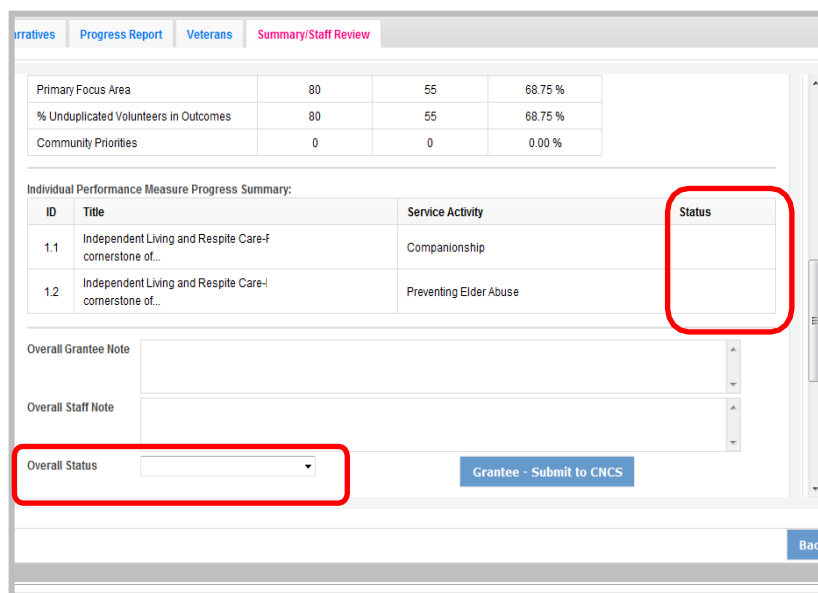 arratives Progress Report Veterans Summary/Staff Review
Primary Focus Area 80 55 68.75 %
% Unduplicated Volunteers in Outcomes 80 55 68.75 %
Community Priorities 0 0 0.00 %
Individual Performance Measure Progress Summary:
ID Title Service Activity Status
1.1 Independent Living and Respite Care-F Companionship
cornerstone of...
1.2 Independent Living and Respite Care-I Preventing Elder Abuse
cornerstone of...
Overall Grantee Note
Overall Staff Note
Overall Status
Grantee - Submit to CNCS
Bac